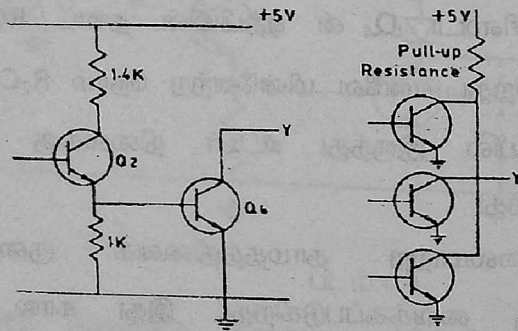 +5V
1.4K
Q2
Y
Q6
1K
+5V
Pull-up
Resistance
Y